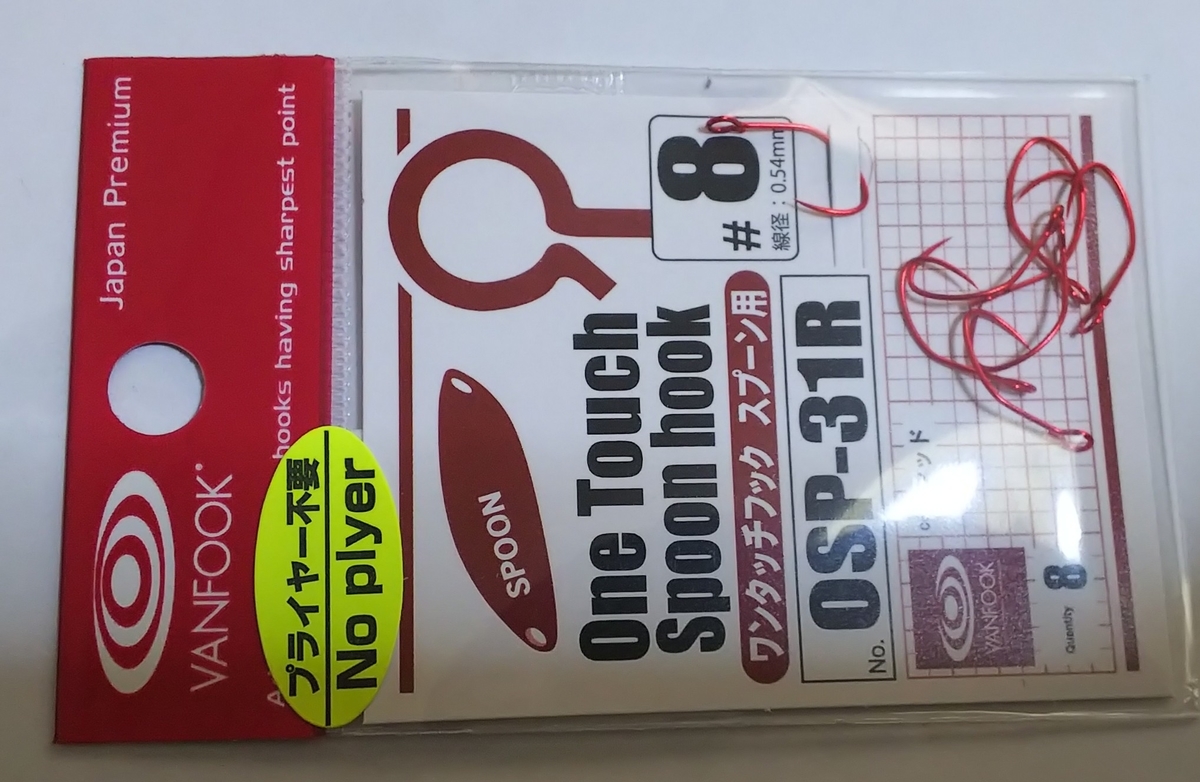 Japan Premium
VANFOOK
hooks having sharpest point
プライヤー不要
No plyer
SPOON
One Touch
Spoon hook
ワンタッチフック スプーン用
# 8
線径：0.54mm
No. OSP-31R
ッド
VANFOOK
Quantity 8